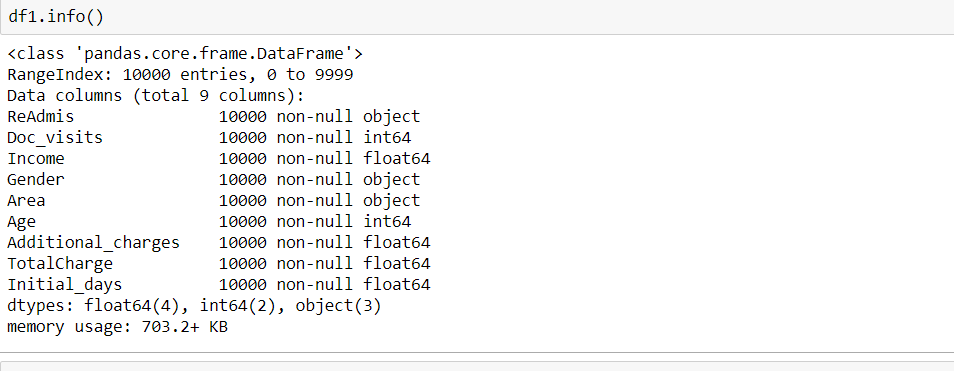 df1.info()
<class 'pandas.core.frame.DataFrame'>
RangeIndex: 10000 entries, 0 to 9999
Data columns (total 9 columns):
ReAdmis               10000 non-null object
Doc_visits            10000 non-null int64
Income                10000 non-null float64
Gender                10000 non-null object
Area                  10000 non-null object
Age                   10000 non-null int64
Additional_charges    10000 non-null float64
TotalCharge           10000 non-null float64
Initial_days          10000 non-null float64
dtypes: float64(4), int64(2), object(3)
memory usage: 703.2+ KB